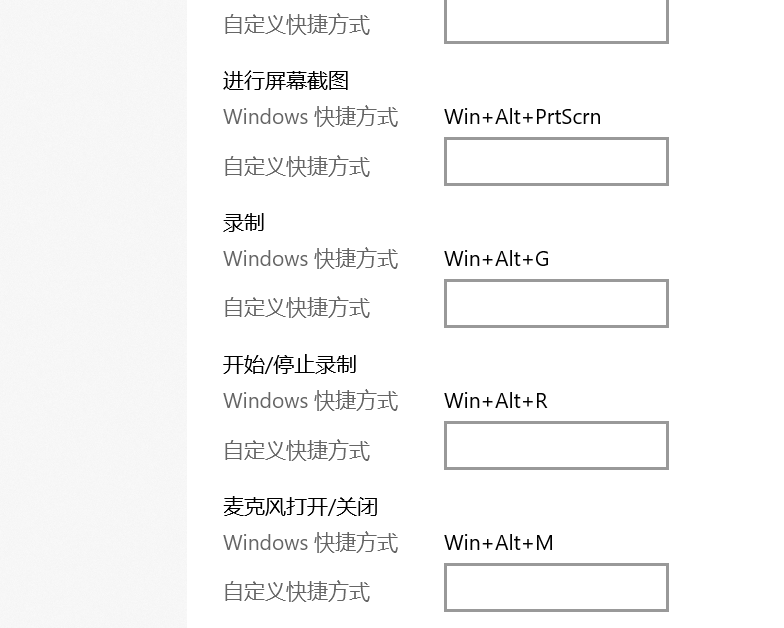 自定义快捷方式
进行屏幕截图
Windows 快捷方式 Win+Alt+PrtScrn
自定义快捷方式
录制
Windows 快捷方式 Win+Alt+G
自定义快捷方式
开始/停止录制
Windows 快捷方式 Win+Alt+R
自定义快捷方式
麦克风打开/关闭
Windows 快捷方式 Win+Alt+M
自定义快捷方式